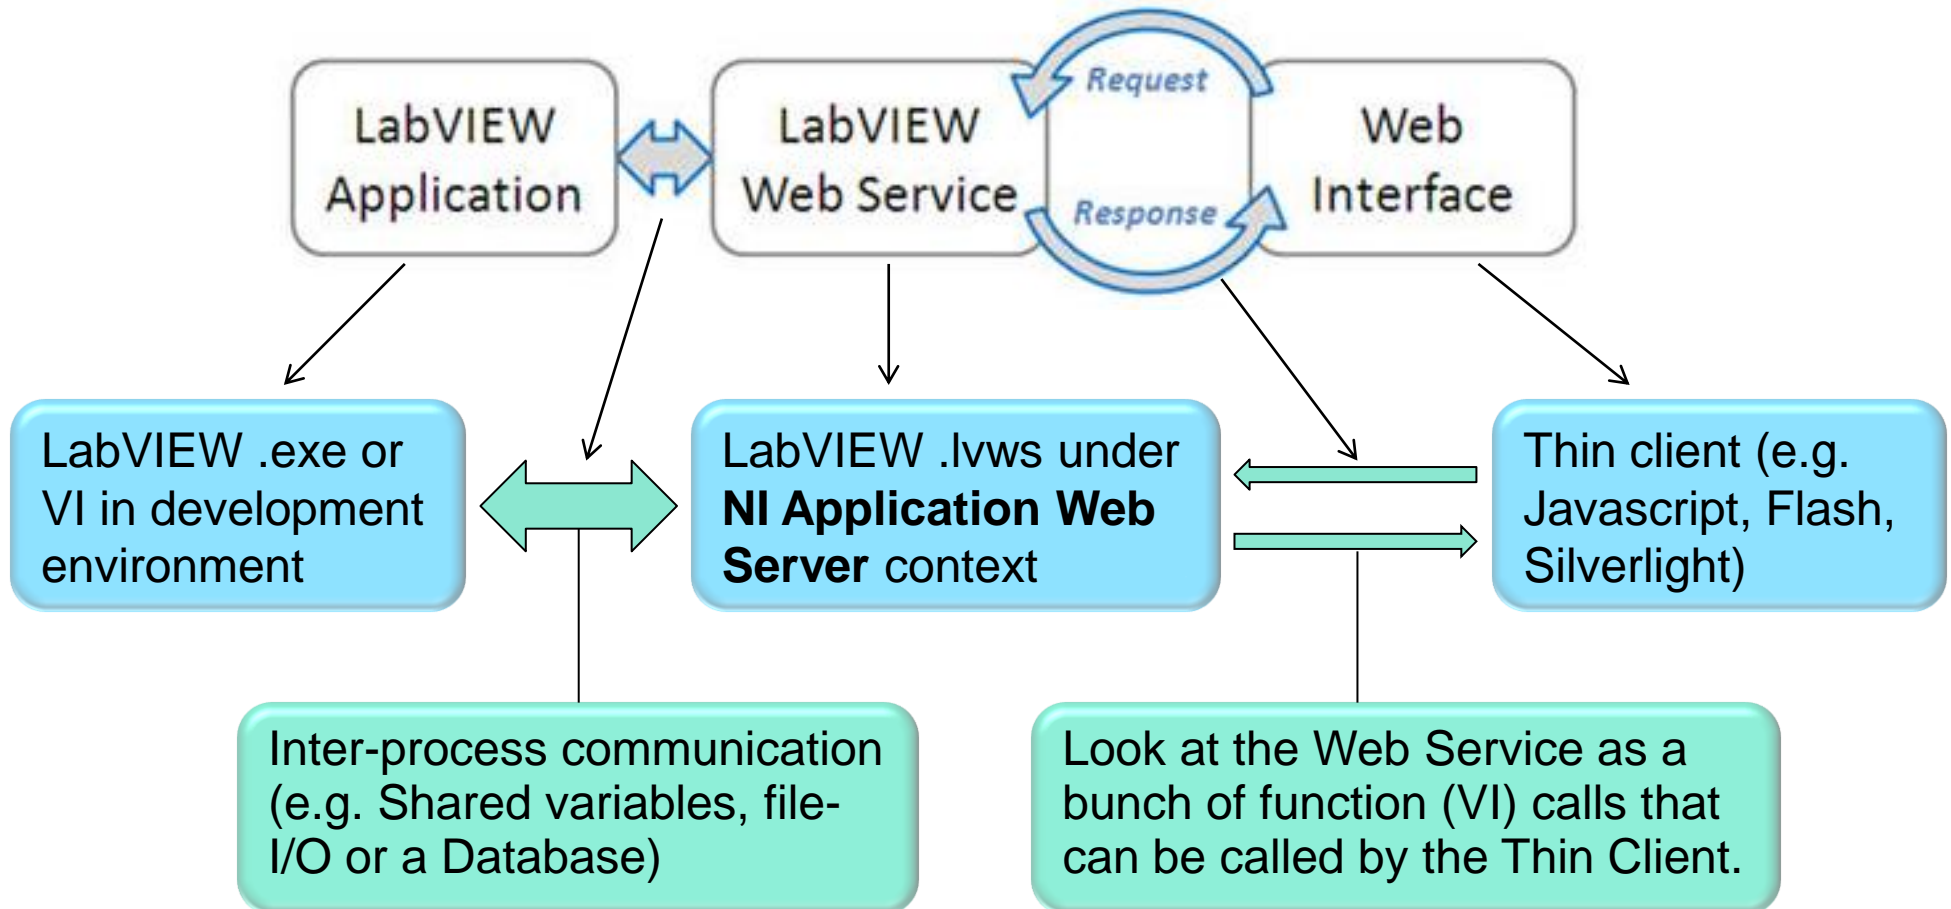 LabVIEW
Application
LabVIEW
Web Service
Request
Response
Web
Interface
LabVIEW .exe or
VI in development
environment
LabVIEW .lvws under
NI Application Web
Server context
Thin client (e.g.
Javascript, Flash,
Silverlight)
Inter-process communication
(e.g. Shared variables, file-
I/O or a Database)
Look at the Web Service as a
bunch of function (VI) calls that
can be called by the Thin Client.